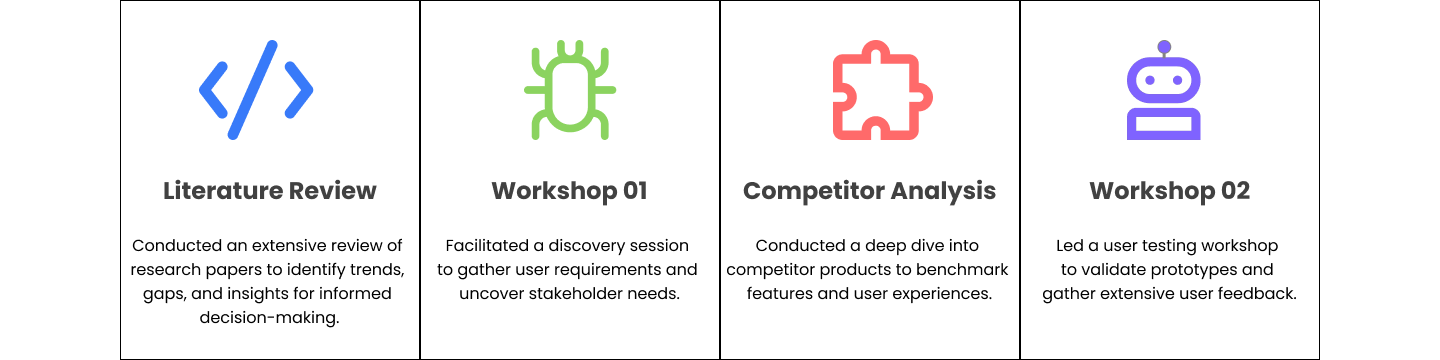 Literature Review
Conducted an extensive review of
research papers to identify trends,
gaps, and insights for informed
decision-making.
Workshop 01
Facilitated a discovery session
to gather user requirements and
uncover stakeholder needs.
Competitor Analysis
Conducted a deep dive into
competitor products to benchmark
features and user experiences.
Workshop 02
Led a user testing workshop
to validate prototypes and
gather extensive user feedback.